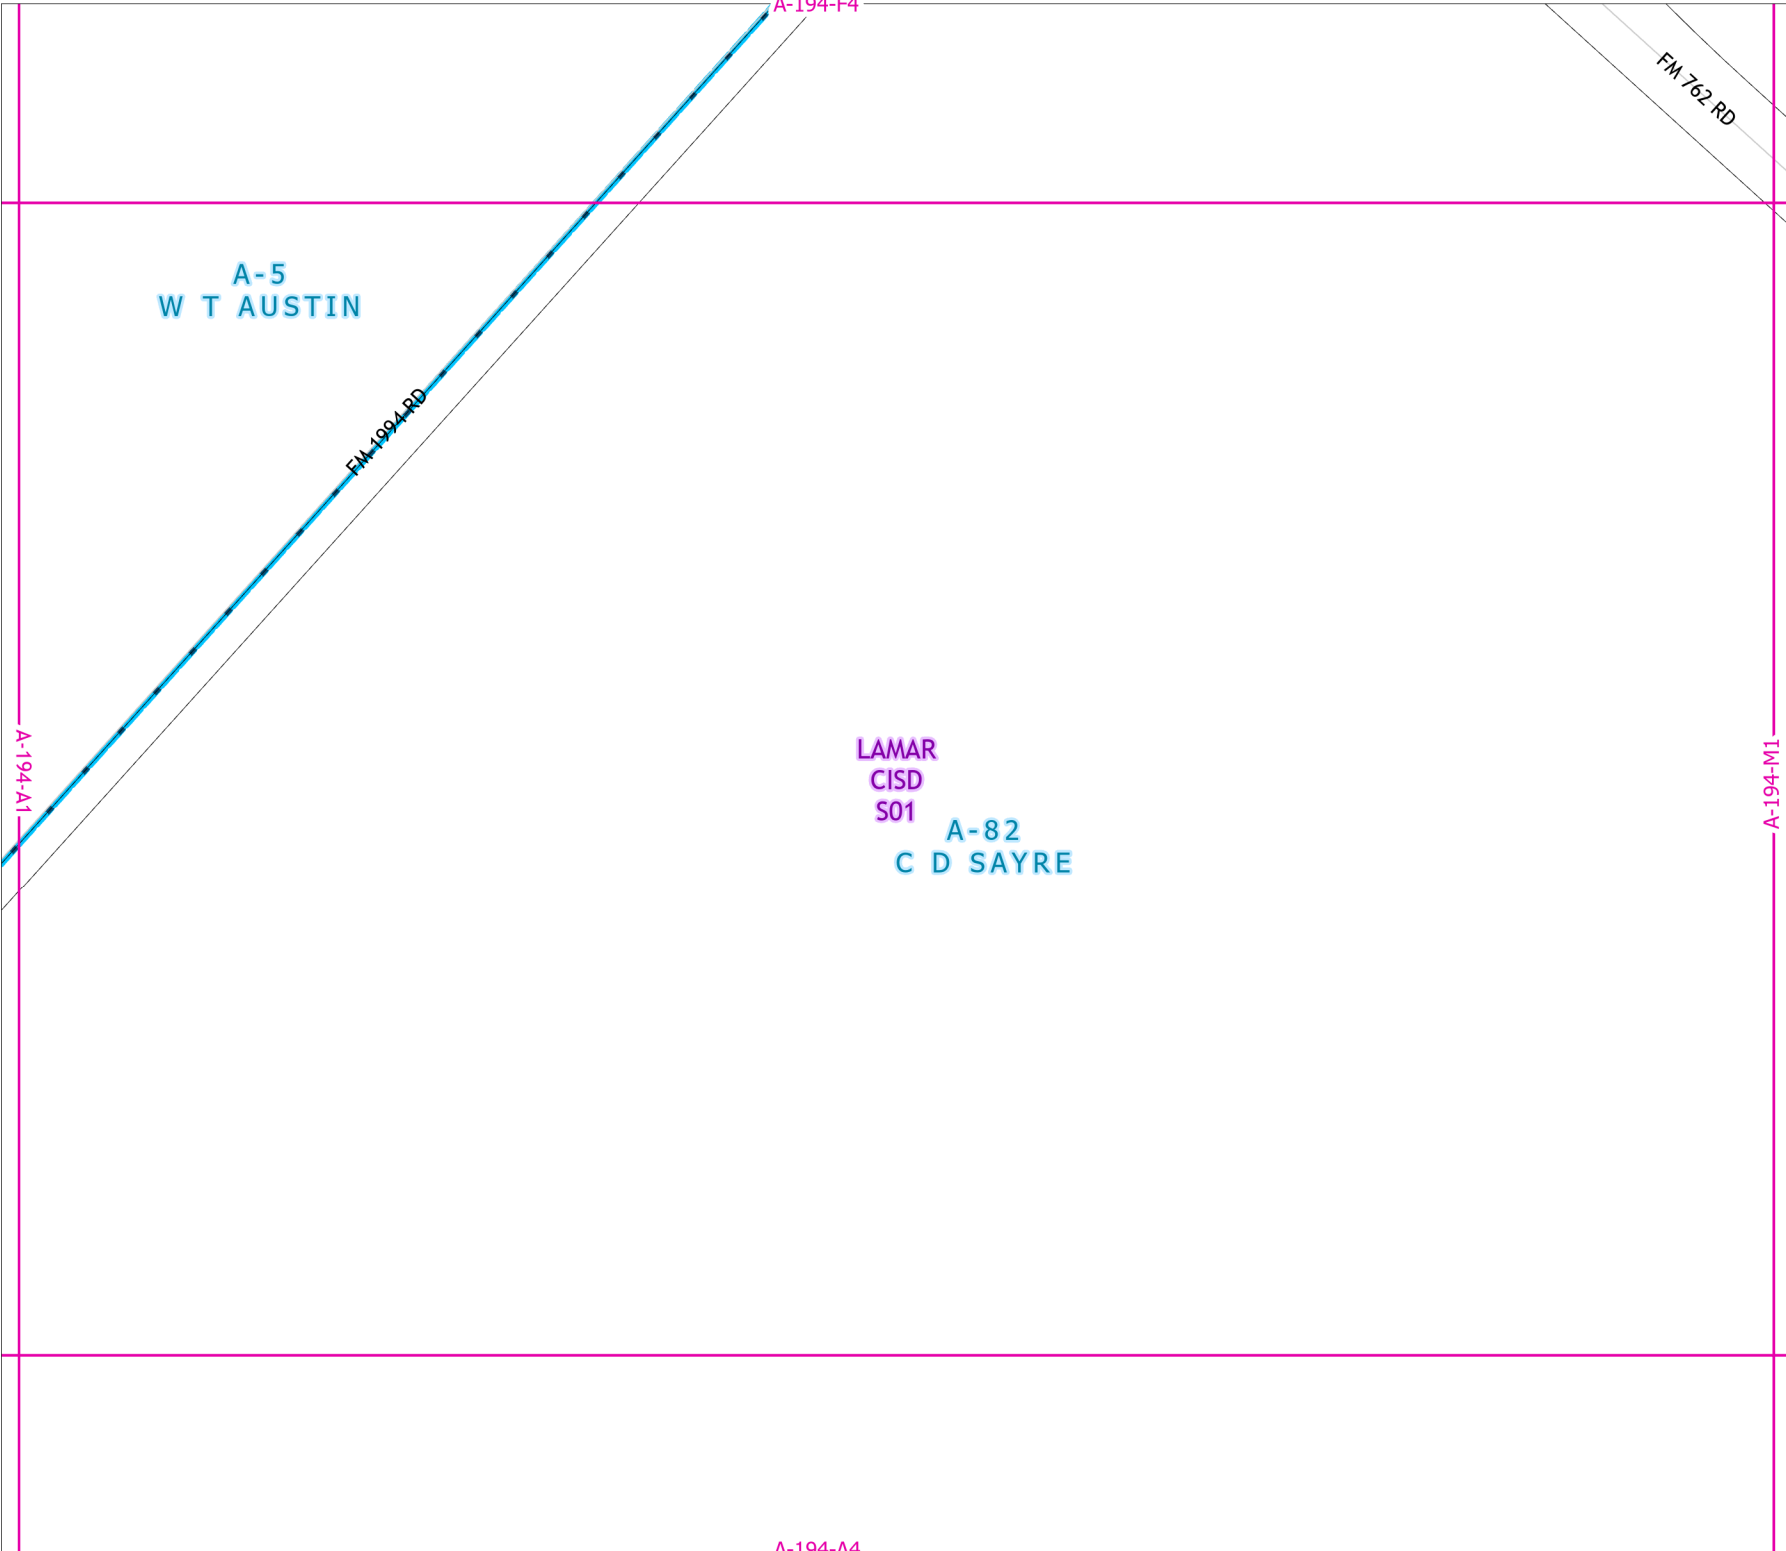 A-194-F4
FM 762 RD
A-5
W T AUSTIN
FM 1994 RD
A-194-A1
LAMAR
CISD
S01
A-82
C D SAYRE
A-194-M1
A-194-A4